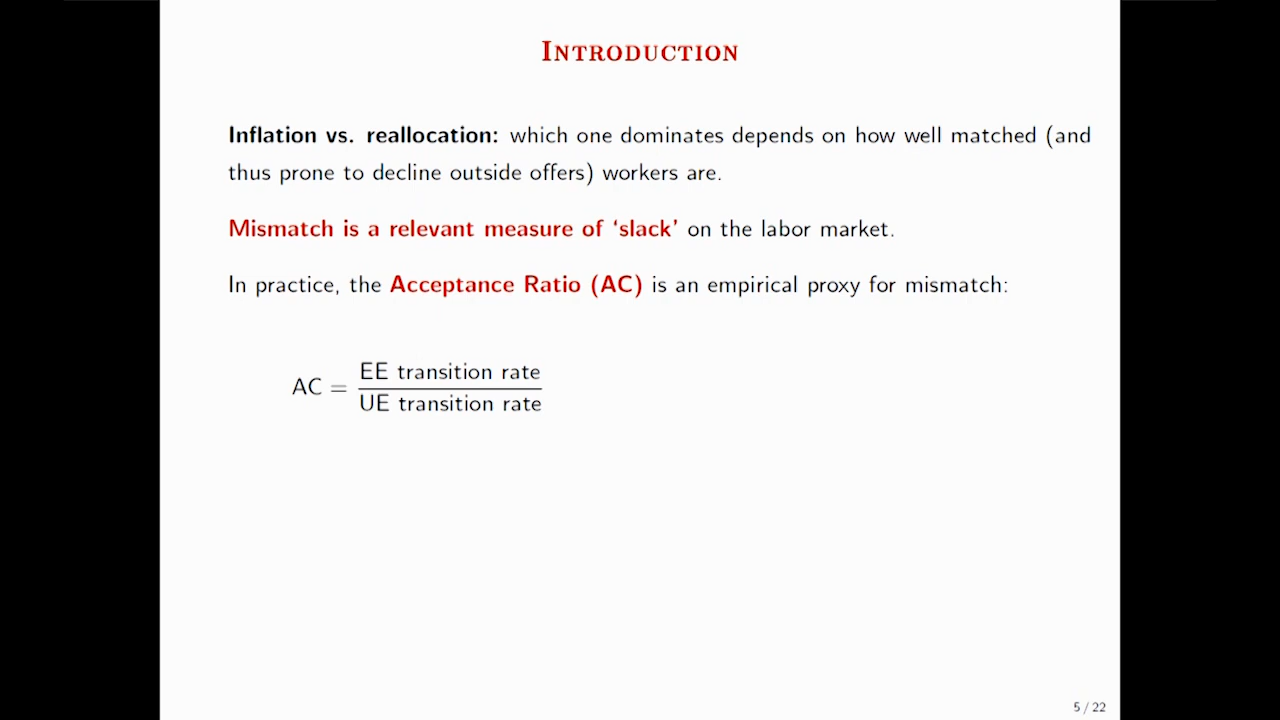 INTRODUCTION
Inflation vs. reallocation: which one dominates depends on how well matched (and
thus prone to decline outside offers) workers are.
Mismatch is a relevant measure of ‘slack’ on the labor market.
In practice, the Acceptance Ratio (AC) is an empirical proxy for mismatch:
AC = EE transition rate
UE transition rate
5 / 22